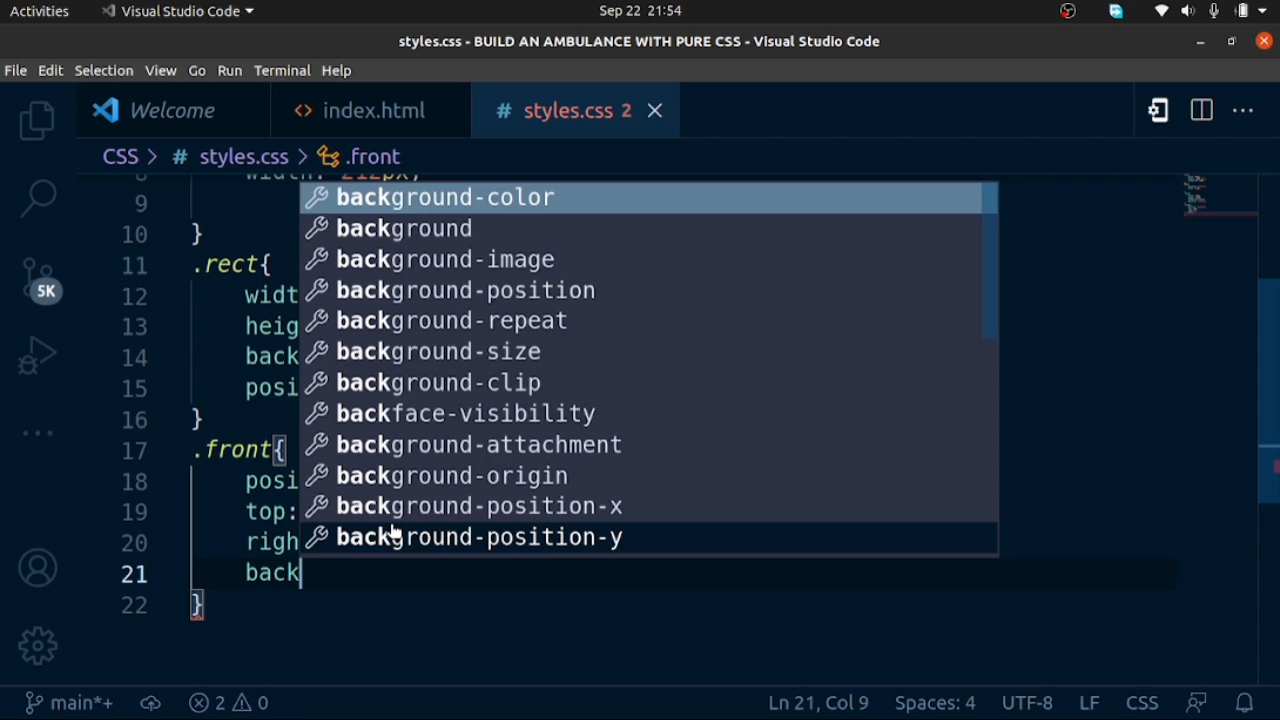 Activities Visual Studio Code Sep 22 21:54
styles.css - BUILD AN AMBULANCE WITH PURE CSS - Visual Studio Code
File Edit Selection View Go Run Terminal Help
Welcome <> index.html # styles.css 2
CSS > # styles.css > .front
8 width: 212px;
9
10 }
11 .rect{
12 widt
13 heig
14 back
15 posi
16 }
17 .front{
18 posi
19 top:
20 righ
21 back
22 }
background-color
background
background-image
background-position
background-repeat
background-size
background-clip
backface-visibility
background-attachment
background-origin
background-position-x
background-position-y
5K
main*+ 2 0 Ln 21, Col 9 Spaces: 4 UTF-8 LF CSS